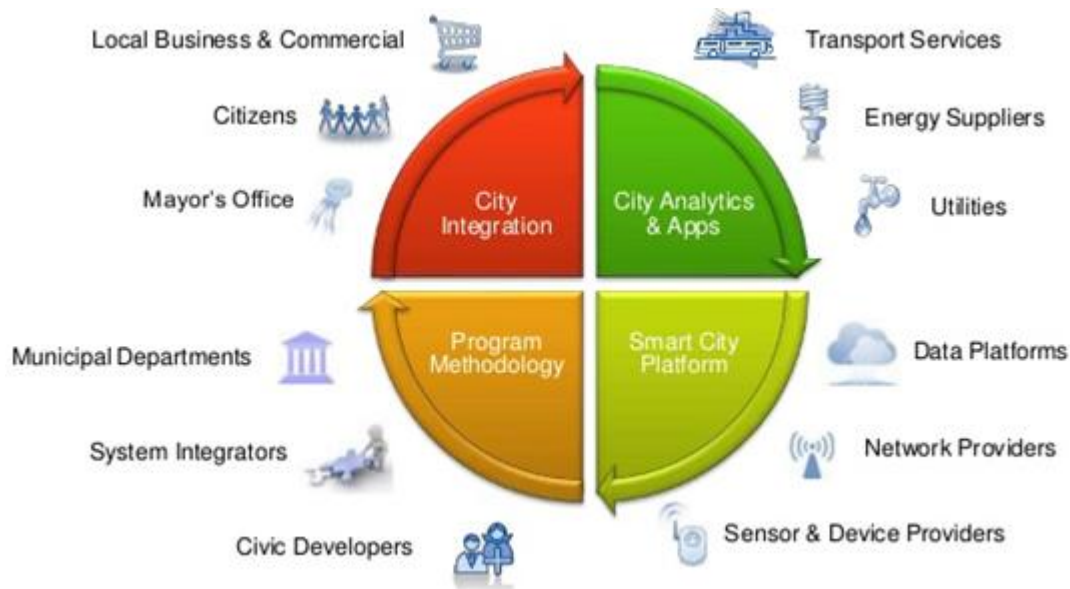 Local Business & Commercial
Transport Services
Citizens
Energy Suppliers
Mayor's Office
Utilities
City
Integration
City Analytics
& Apps
Program
Methodology
Smart City
Platform
Municipal Departments
Data Platforms
System Integrators
Network Providers
Civic Developers
Sensor & Device Providers